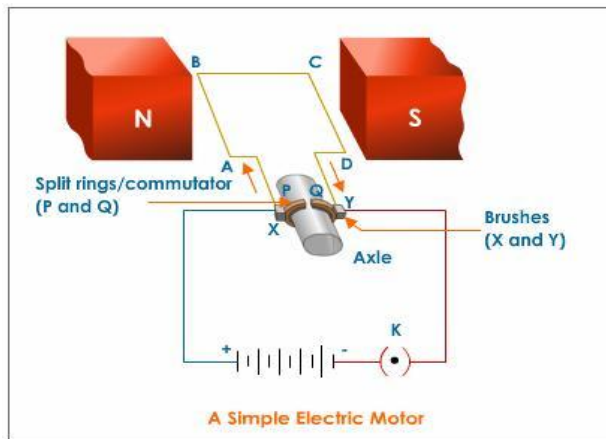 B
C
N
S
A
D
Split rings/commutator
(P and Q)
P
Q
X
Y
Brushes
(X and Y)
Axle
+
-
K
A Simple Electric Motor